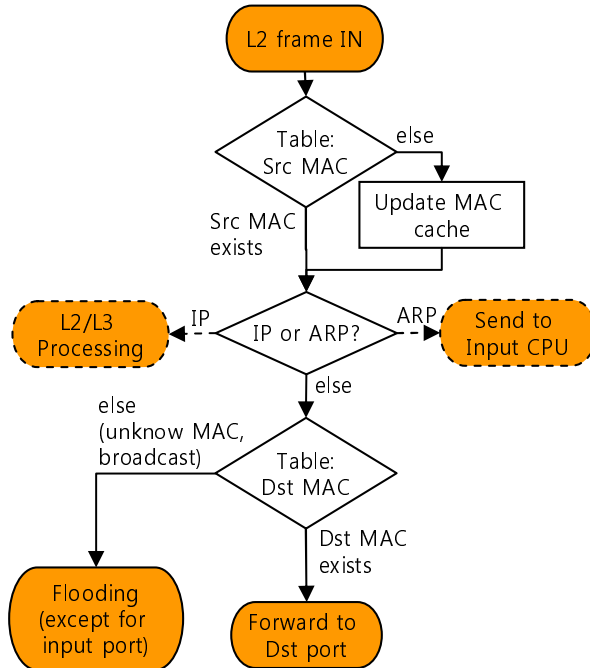 L2 frame IN
Table:
Src MAC
else
Update MAC
cache
Src MAC
exists
L2/L3
Processing
IP
IP or ARP?
ARP
Send to
Input CPU
else
else
(unknow MAC,
broadcast)
Table:
Dst MAC
Dst MAC
exists
Flooding
(except for
input port)
Forward to
Dst port